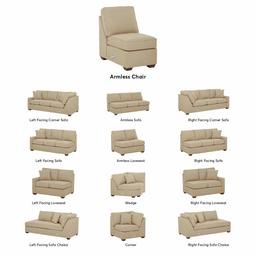 Armless Chair
Left Facing Corner Sofa
Armless Sofa
Right Facing Corner Sofa
Left Facing Sofa
Armless Loveseat
Right Facing Sofa
Left Facing Loveseat
Wedge
Right Facing Loveseat
Left Facing Sofa Chaise
Corner
Right Facing Sofa Chaise